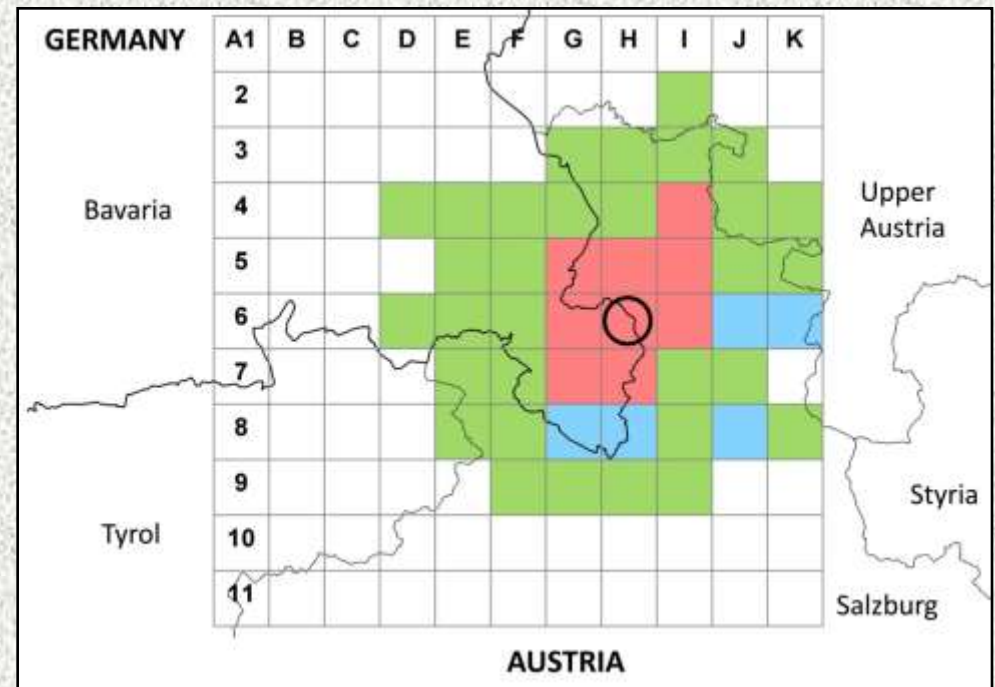 GERMANY A1 B C D E F G H I J K
2
3
Bavaria 4 Upper
Austria
5
6
7
8
9 Styria
Tyrol 10
11 Salzburg
AUSTRIA